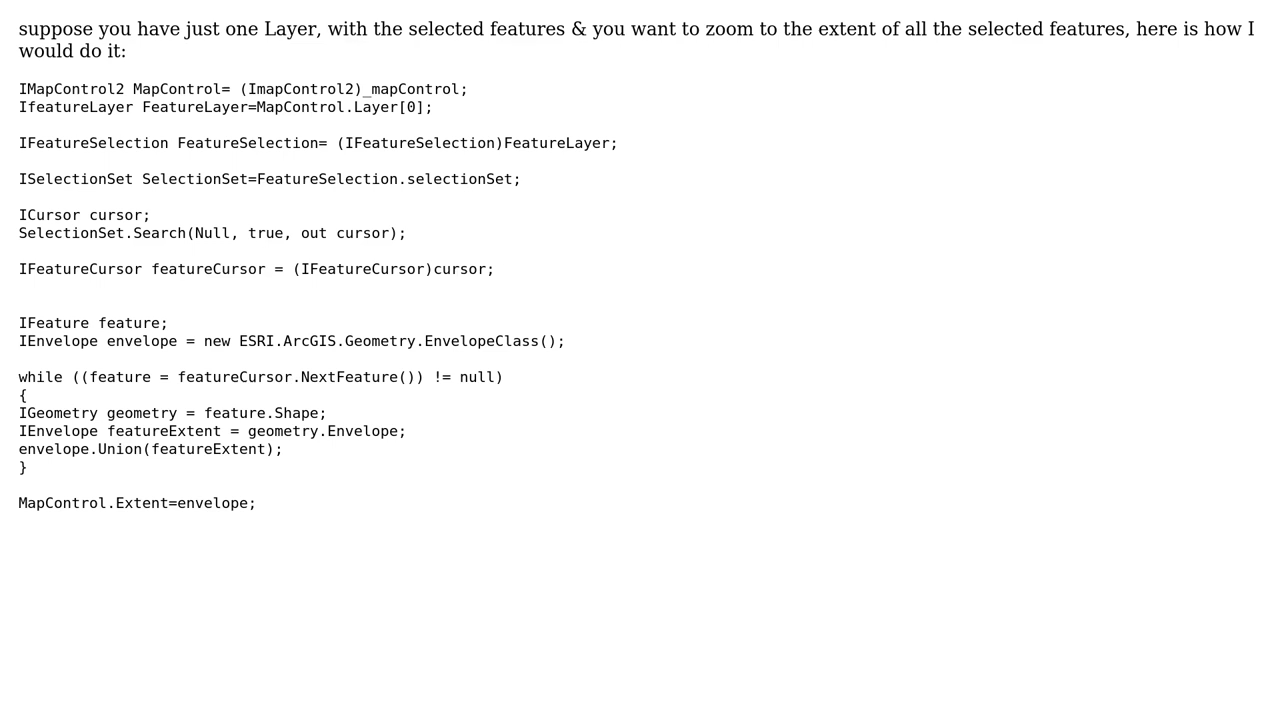 suppose you have just one Layer, with the selected features & you want to zoom to the extent of all the selected features, here is how I
would do it:
IMapControl2 MapControl= (ImapControl2)_mapControl;
IfeatureLayer FeatureLayer=MapControl.Layer[0];
IFeatureSelection FeatureSelection= (IFeatureSelection)FeatureLayer;
ISelectionSet SelectionSet=FeatureSelection.selectionSet;
ICursor cursor;
SelectionSet.Search(Null, true, out cursor);
IFeatureCursor featureCursor = (IFeatureCursor)cursor;
IFeature feature;
IEnvelope envelope = new ESRI.ArcGIS.Geometry.EnvelopeClass();
while ((feature = featureCursor.NextFeature()) != null)
{
IGeometry geometry = feature.Shape;
IEnvelope featureExtent = geometry.Envelope;
envelope.Union(featureExtent);
}
MapControl.Extent=envelope;